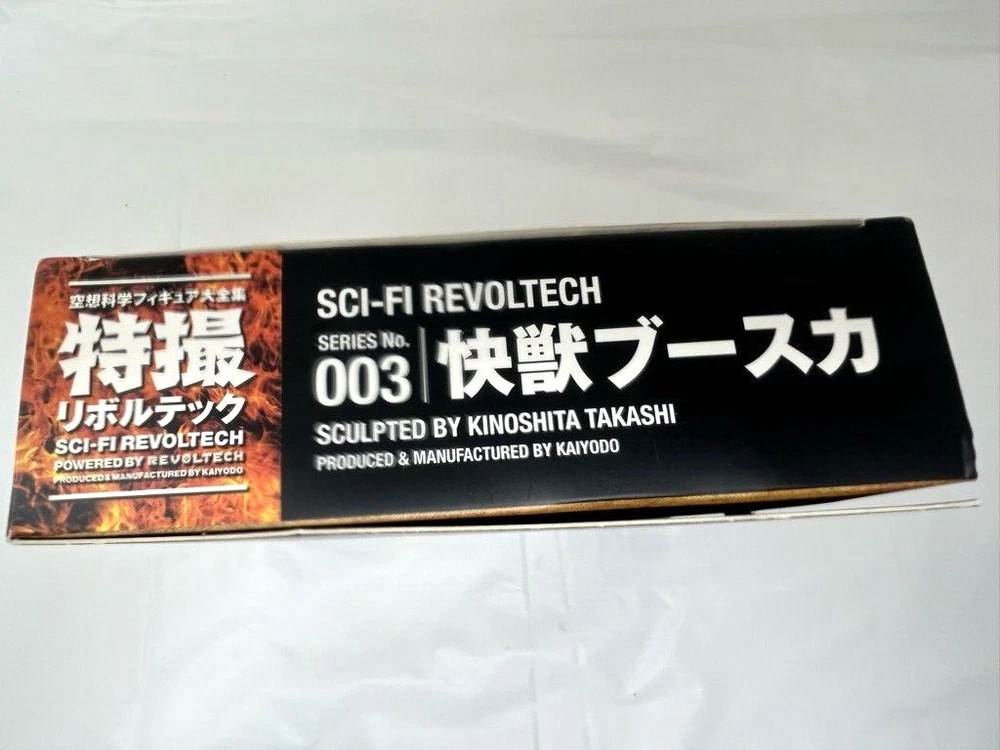 空想科学フィギュア大全集
特撮
リボルテック
SCI-FI REVOLTECH
POWERED BY REVOLTECH
PRODUCED & MANUFACTURED BY KAIYODO
SCI-FI REVOLTECH
SERIES No.
003
快獣ブースカ
SCULPTED BY KINOSHITA TAKASHI
PRODUCED & MANUFACTURED BY KAIYODO